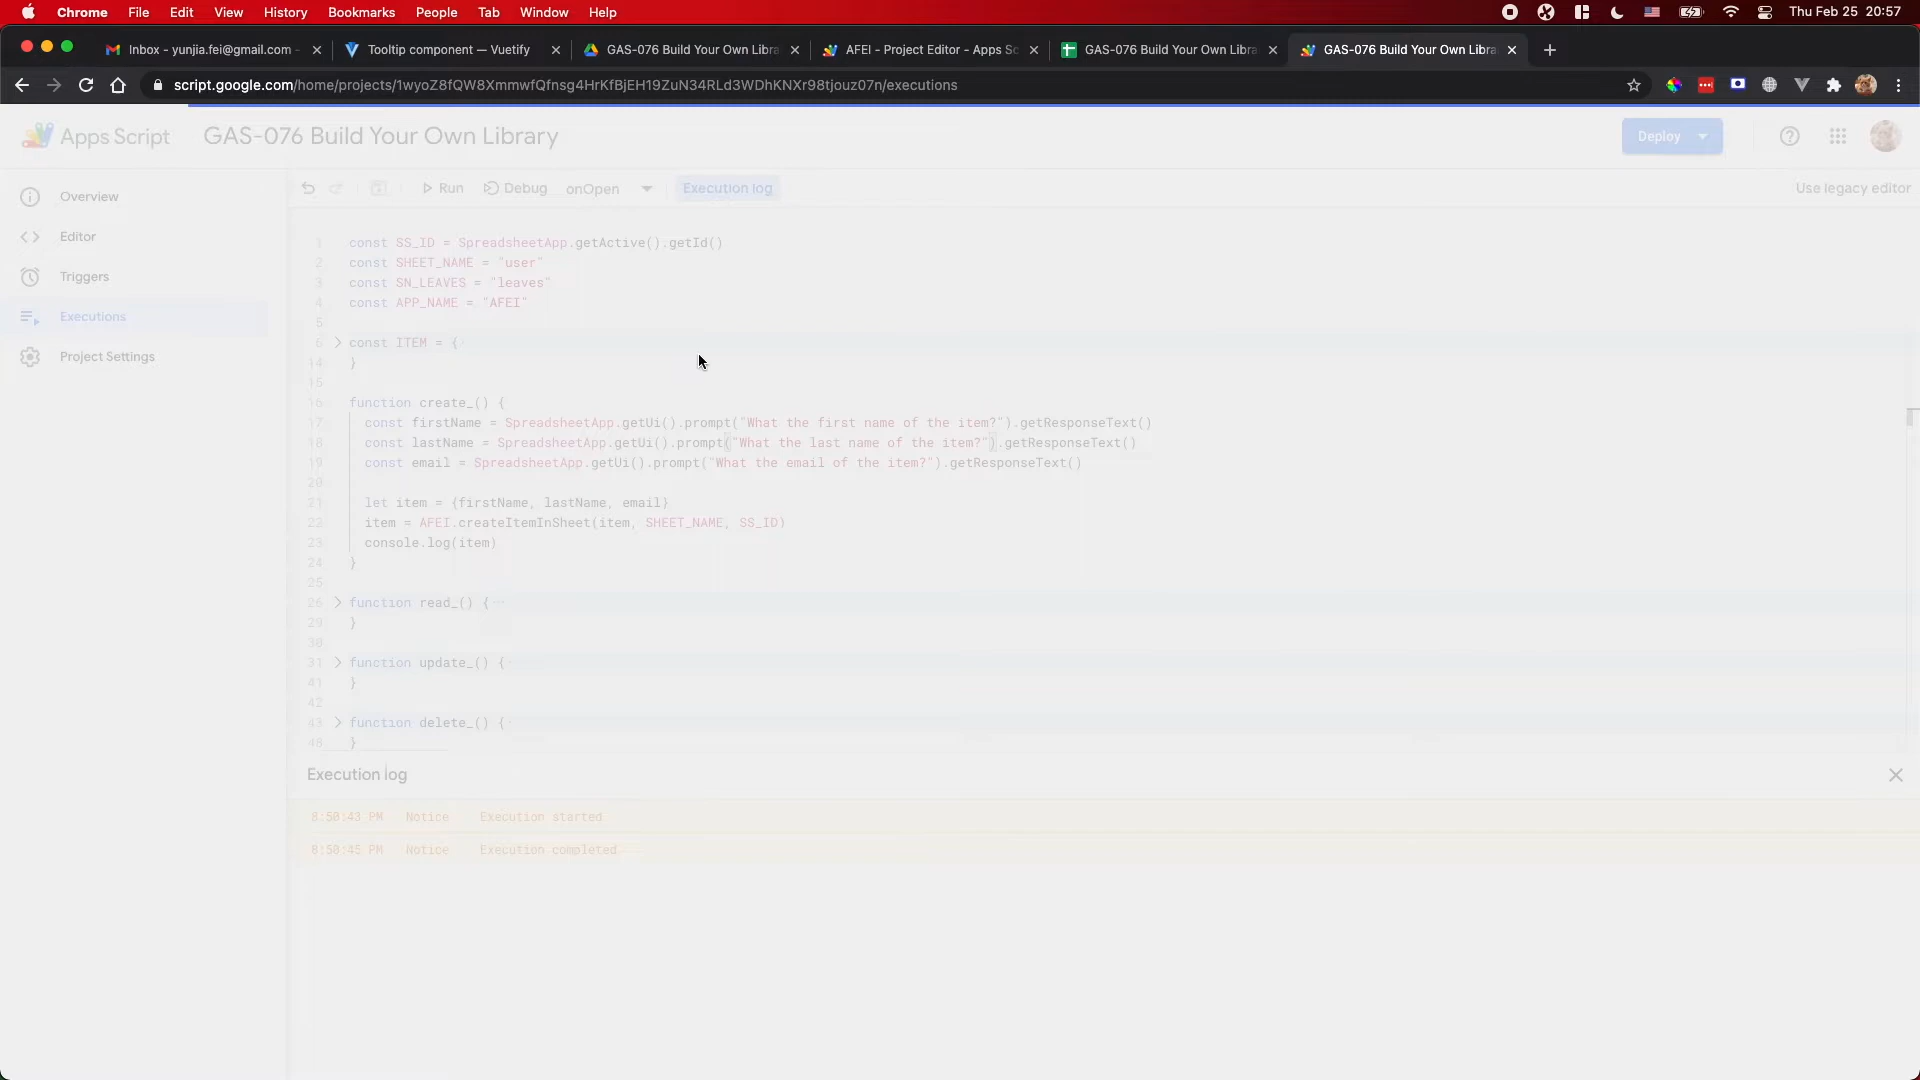 Chrome File Edit View History Bookmarks People Tab Window Help Thu Feb 25 20:57
Inbox - yunjia.fei@gmail.com - Tooltip component — Vuetify GAS-076 Build Your Own Libra AFEI - Project Editor - Apps Sc GAS-076 Build Your Own Libra GAS-076 Build Your Own Libra
script.google.com/home/projects/1wyoZ8fQW8XmmwfQfnsg4HrKfBjEH19ZuN34RLd3WDhKNXr98tjouz07n/executions
Apps Script GAS-076 Build Your Own Library Deploy
Run Debug onOpen Execution log Use legacy editor
Overview
Editor
Triggers
Executions
Project Settings
1 const SS_ID = SpreadsheetApp.getActive().getId()
2 const SHEET_NAME = "user"
3 const SN_LEAVES = "leaves"
4 const APP_NAME = "AFEI"
5
6 const ITEM = {
14 }
15
16 function create_() {
17 const firstName = SpreadsheetApp.getUi().prompt("What the first name of the item?").getResponseText()
18 const lastName = SpreadsheetApp.getUi().prompt("What the last name of the item?").getResponseText()
19 const email = SpreadsheetApp.getUi().prompt("What the email of the item?").getResponseText()
20
21 let item = {firstName, lastName, email}
22 item = AFEI.createItemInSheet(item, SHEET_NAME, SS_ID)
23 console.log(item)
24 }
25
26 function read_() {
29 }
30
31 function update_() {
41 }
42
43 function delete_() {
48 }
Execution log
8:50:43 PM Notice Execution started
8:50:45 PM Notice Execution completed